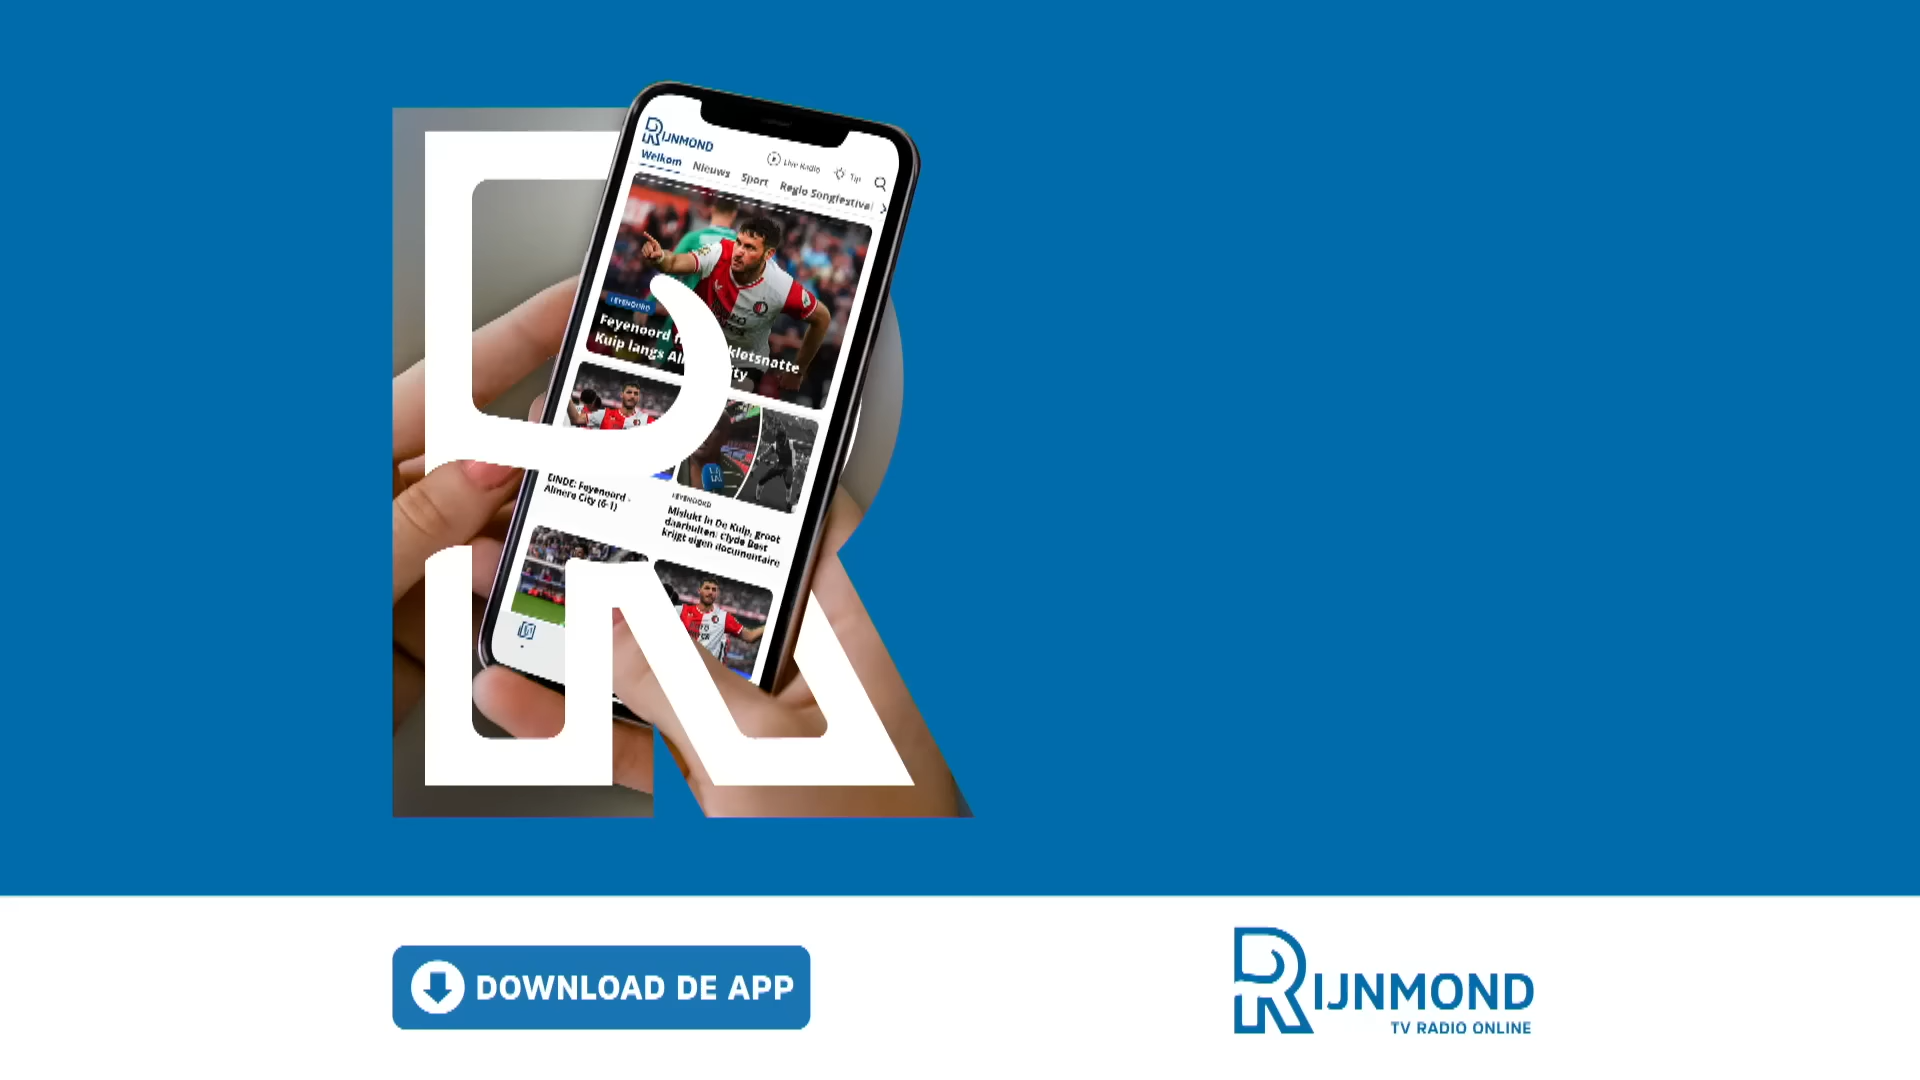 RIJNMOND
Live Radio
Tip
Welkom
Nieuws
Sport
Regio Songfestival
FEYENOORD
Feyenoord klotsnatte
Kuip langs City
EINDE: Feyenoord -
Almere City (6-1)
FEYENOORD
Mislukt in De Kuip, groot
daarbuiten: Clyde Best
krijgt eigen documentaire
DOWNLOAD DE APP
RIJNMOND
TV RADIO ONLINE